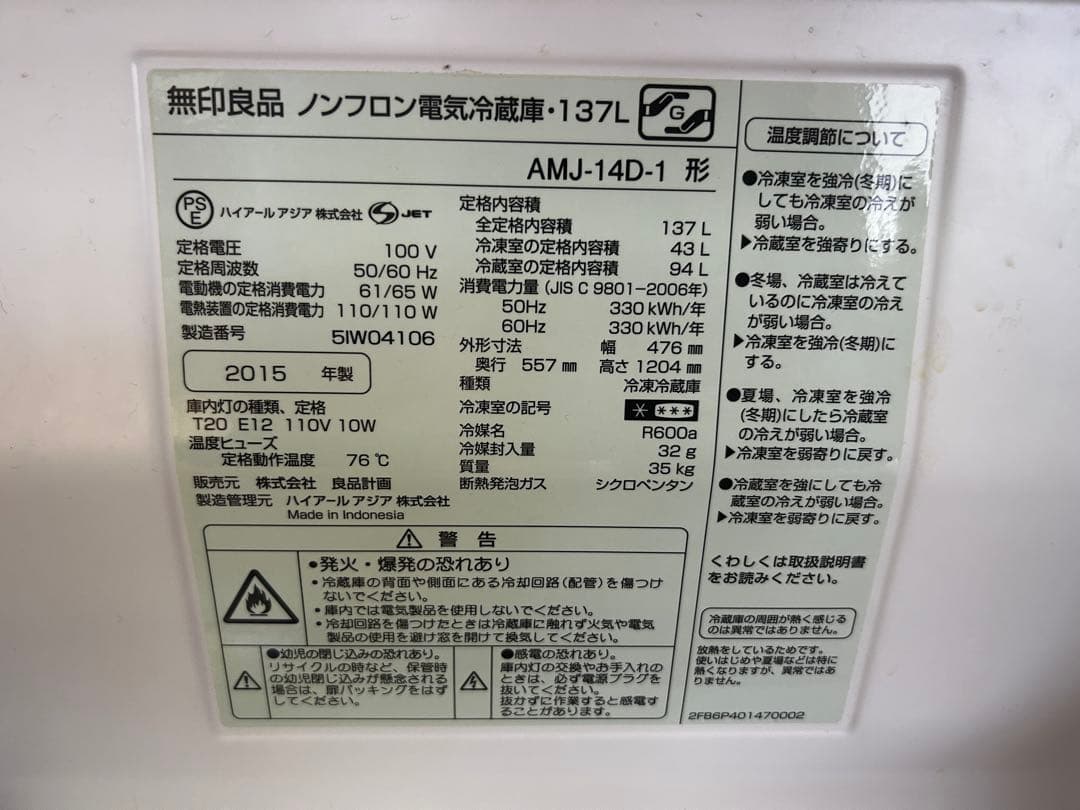 無印良品 ノンフロン電気冷蔵庫・137L
G
AMJ-14D-1 形
PSE ハイアール アジア 株式会社 JET
定格電圧 100 V
定格周波数 50/60 Hz
電動機の定格消費電力 61/65 W
電熱装置の定格消費電力 110/110 W
製造番号 5IW04106
2015 年製
庫内灯の種類、定格
T20 E12 110V 10W
温度ヒューズ
定格動作温度 76℃
販売元 株式会社 良品計画
製造管理元 ハイアール アジア 株式会社
Made in Indonesia
定格内容積
全定格内容積 137 L
冷凍室の定格内容積 43 L
冷蔵室の定格内容積 94 L
消費電力量 (JIS C 9801-2006年)
50Hz 330 kWh/年
60Hz 330 kWh/年
外形寸法 幅 476 mm
奥行 557 mm 高さ 1204 mm
種類 冷凍冷蔵庫
冷凍室の記号 * ***
冷媒名 R600a
冷媒封入量 32 g
質量 35 kg
断熱発泡ガス シクロペンタン
警 告
●発火・爆発の恐れあり
・冷蔵庫の背面や側面にある冷却回路(配管)を傷つけ
ないでください。
・庫内では電気製品を使用しないでください。
・冷却回路を傷つけたときは冷蔵庫に触れず火気や電気
製品の使用を避け窓を開けて換気してください。
●幼児の閉じ込みの恐れあり。
リサイクルの時など、保管時
の幼児閉じ込みが懸念される
場合は、扉パッキングをはず
してください。
●感電の恐れあり。
庫内灯の交換やお手入れの
ときは、必ず電源プラグを
抜いてください。
抜かずに作業すると感電す
ることがあります。
温度調節について
●冷凍室を強冷(冬期)に
しても冷凍室の冷えが
弱い場合。
▶冷蔵室を強寄りにする。
●冬場、冷蔵室は冷えて
いるのに冷凍室の冷え
が弱い場合。
▶冷凍室を強冷(冬期)に
する。
●夏場、冷凍室を強冷
(冬期)にしたら冷蔵室
の冷えが弱い場合。
▶冷凍室を弱寄りに戻す。
●冷蔵室を強にしても冷
蔵室の冷えが弱い場合。
▶冷凍室を弱寄りに戻す。
くわしくは取扱説明書
をお読みください。
冷蔵庫の周囲が熱く感じる
のは異常ではありません。
放熱をしているためです。
使いはじめや夏場などは特に
熱くなりますが、異常ではあ
りません。
2FB6P401470002